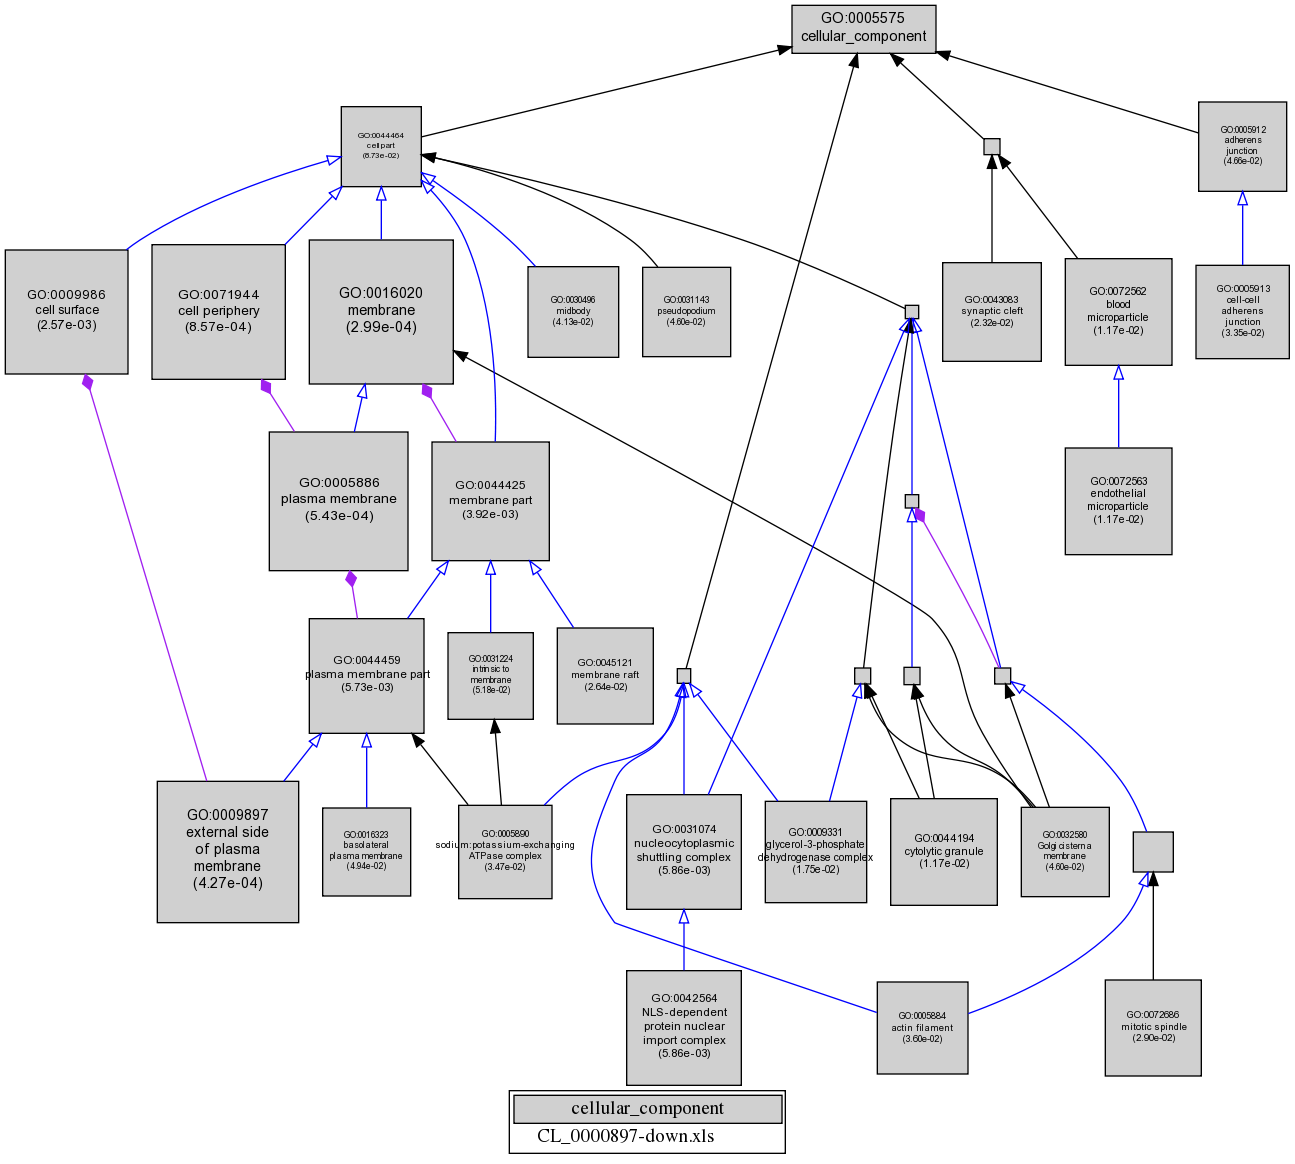 GO:0005575
cellular_component
GO:0044464
cell part
(8.73e-02)
GO:0005912
adherens
junction
(4.66e-02)
GO:0009986
cell surface
(2.57e-03)
GO:0071944
cell periphery
(8.57e-04)
GO:0016020
membrane
(2.99e-04)
GO:0030496
midbody
(4.13e-02)
GO:0031143
pseudopodium
(4.60e-02)
GO:0043083
synaptic cleft
(2.32e-02)
GO:0072562
blood
microparticle
(1.17e-02)
GO:0005913
cell-cell
adherens
junction
(3.35e-02)
GO:0005886
plasma membrane
(5.43e-04)
GO:0044425
membrane part
(3.92e-03)
GO:0072563
endothelial
microparticle
(1.17e-02)
GO:0044459
plasma membrane part
(5.73e-03)
GO:0031224
intrinsic to
membrane
(5.18e-02)
GO:0045121
membrane raft
(2.64e-02)
GO:0009897
external side
of plasma
membrane
(4.27e-04)
GO:0016323
basolateral
plasma membrane
(4.94e-02)
GO:0005890
sodium:potassium-exchanging
ATPase complex
(3.47e-02)
GO:0031074
nucleocytoplasmic
shuttling complex
(5.86e-03)
GO:0009331
glycerol-3-phosphate
dehydrogenase complex
(1.75e-02)
GO:0044194
cytolytic granule
(1.17e-02)
GO:0032580
Golgi cisterna
membrane
(4.60e-02)
GO:0042564
NLS-dependent
protein nuclear
import complex
(5.86e-03)
GO:0005884
actin filament
(3.60e-02)
GO:0072686
mitotic spindle
(2.90e-02)
cellular_component
CL_0000897-down.xls